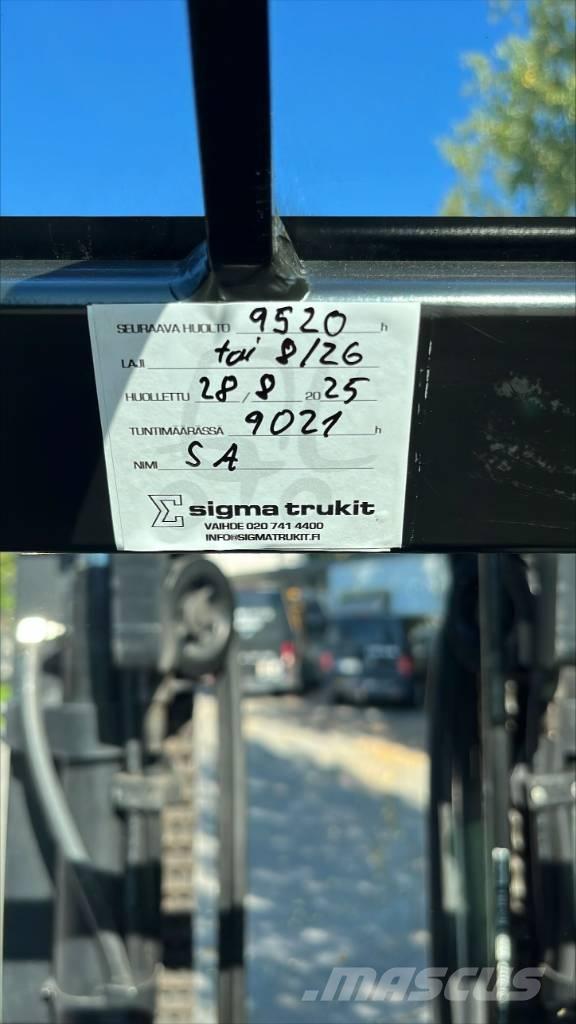 SEURAAVA HUOLTO 9520 h
LAJI tai 8/26
HUOLLETTU 28 / 8 20 25
TUNTIMÄÄRÄSSÄ 9021 h
NIMI SA
Σ sigma trukit
VAIHDE 020 741 4400
INFO@SIGMATRUKIT.FI
MASCUS